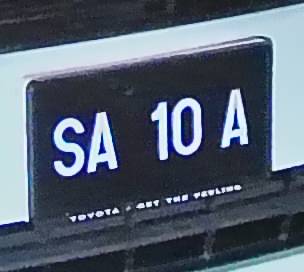 SA 10 A
TOYOTA - GET THE FEELING